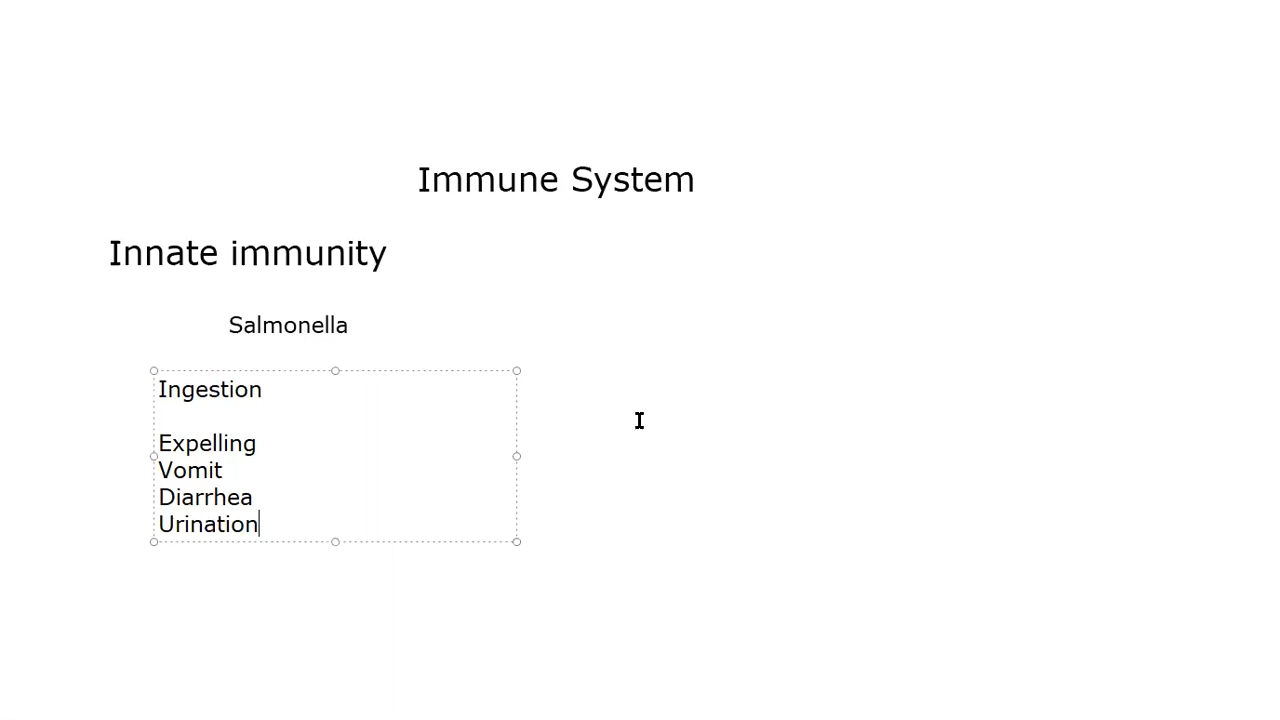 Immune System
Innate immunity
Salmonella
Ingestion
Expelling
Vomit
Diarrhea
Urination